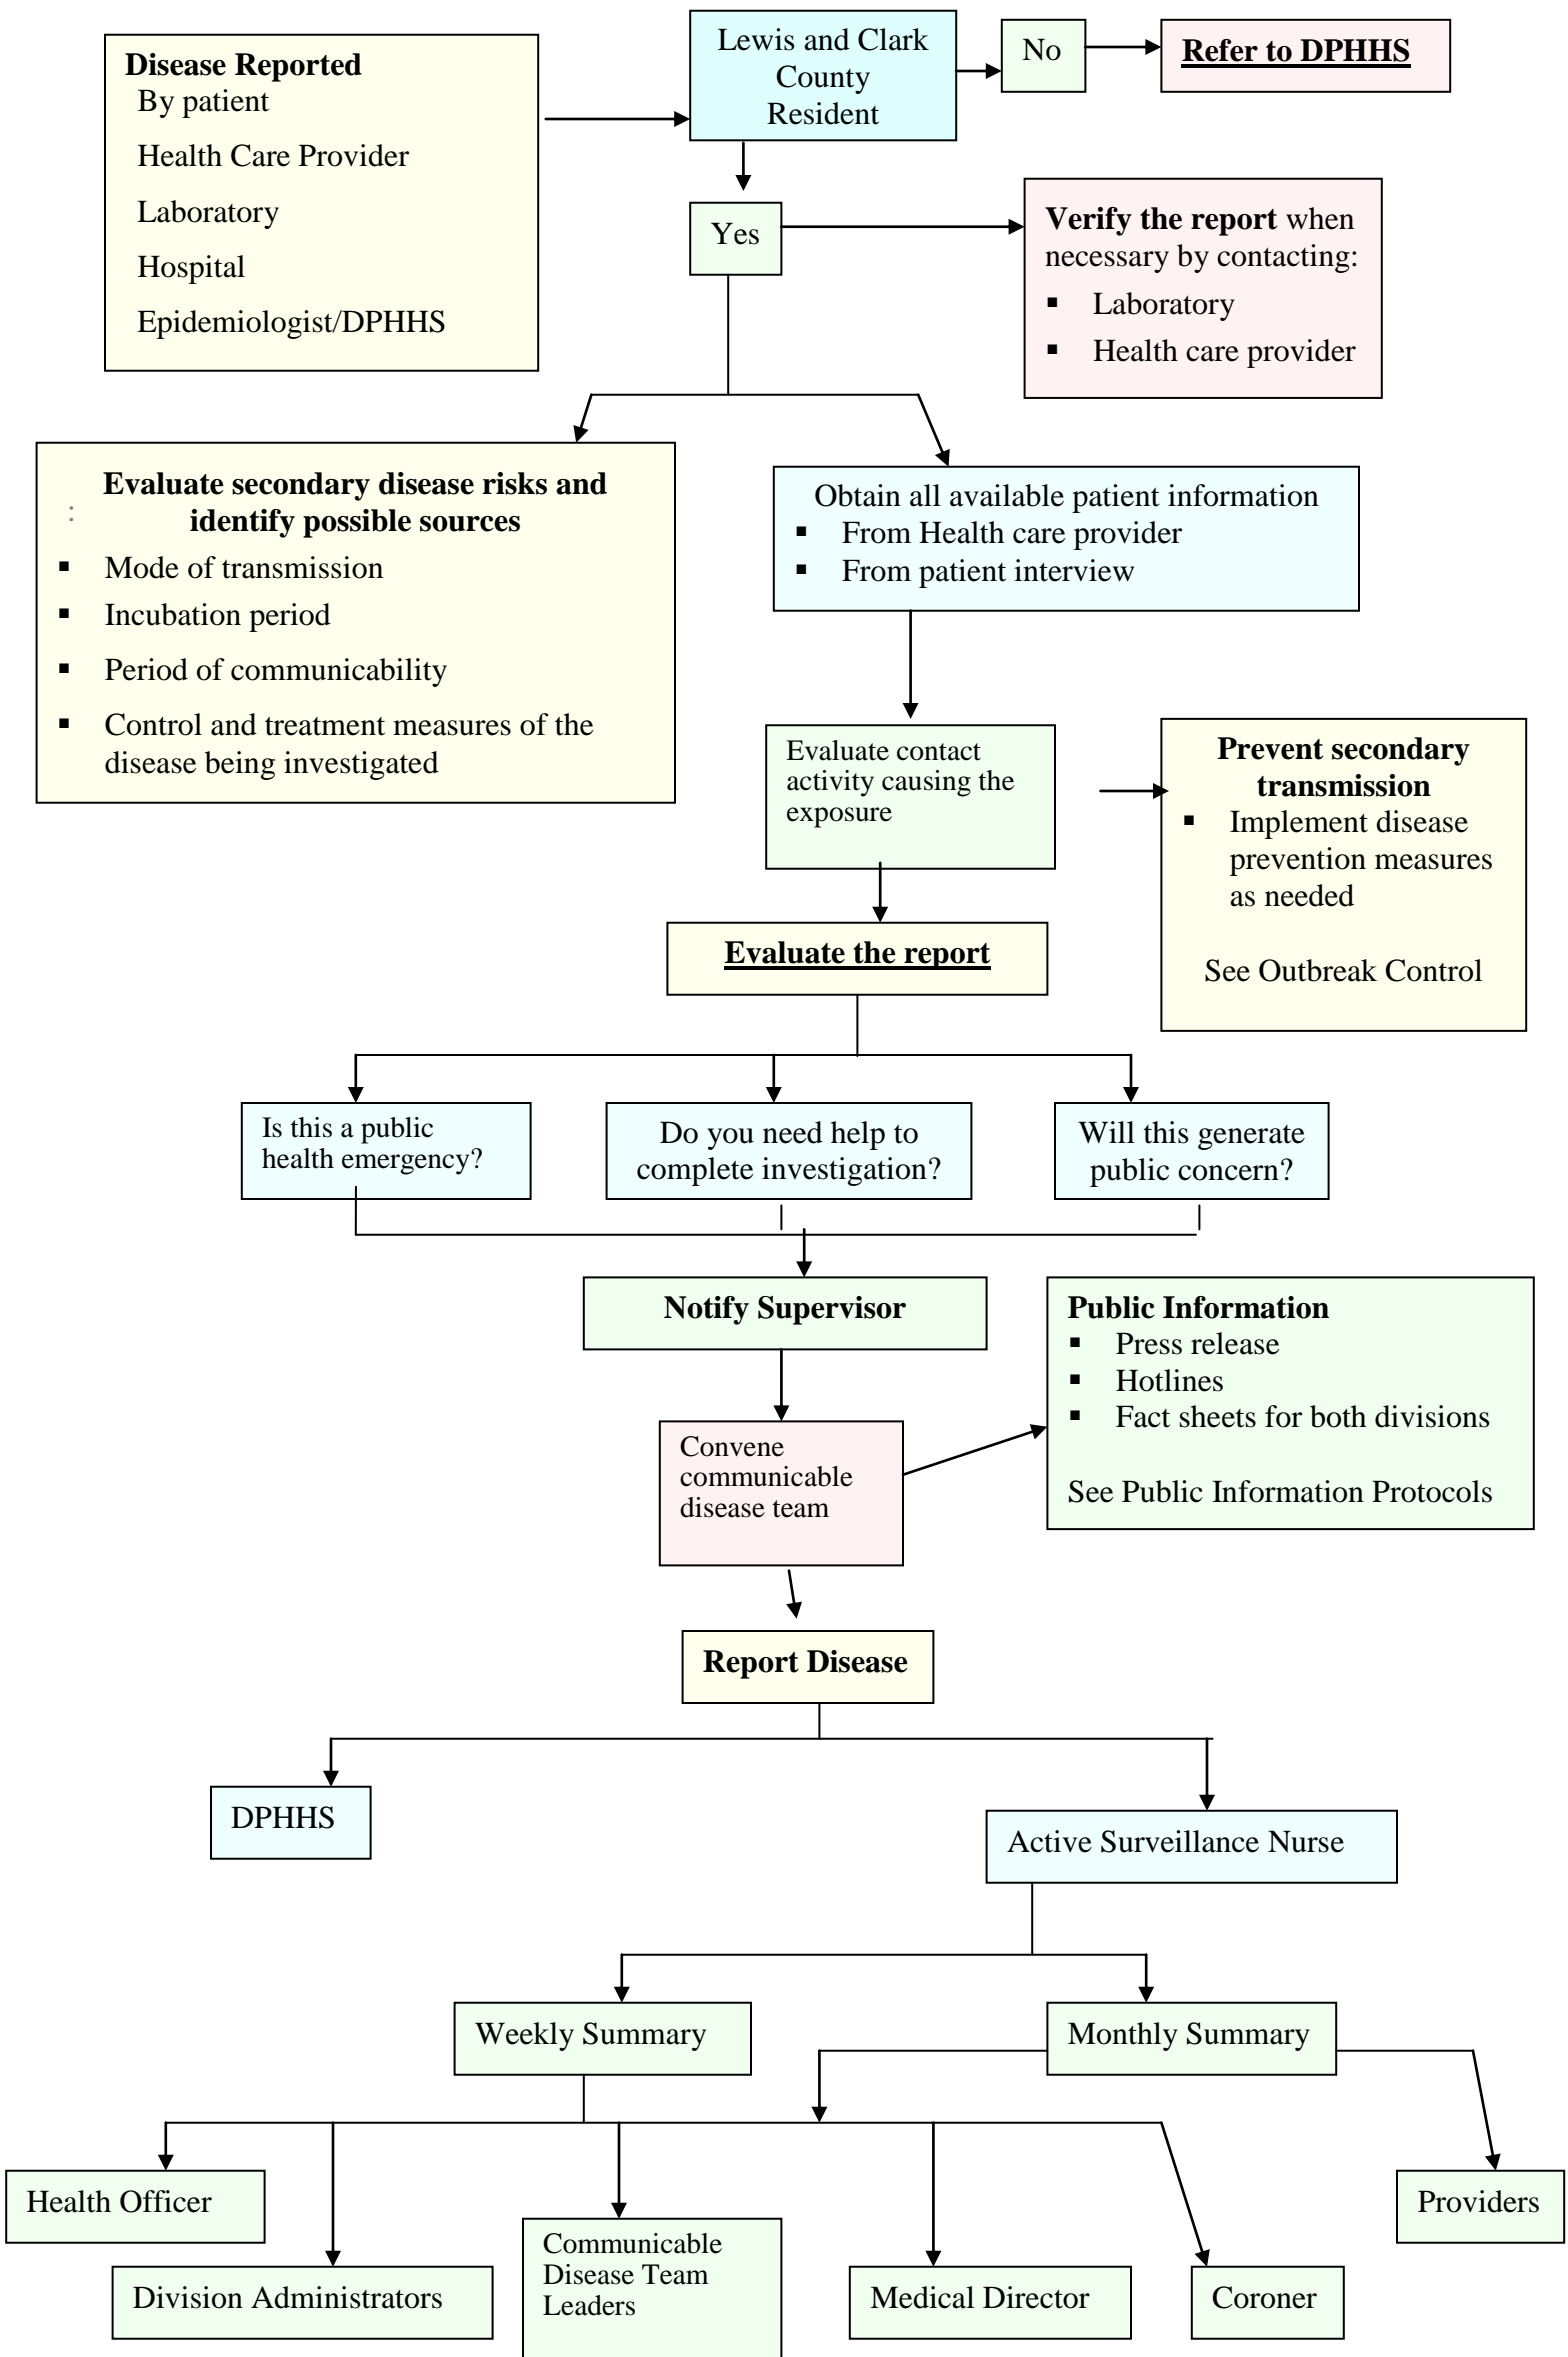 Disease Reported
By patient
Health Care Provider
Laboratory
Hospital
Epidemiologist/DPHHS
Lewis and Clark
County
Resident
No
Refer to DPHHS
Yes
Verify the report when
necessary by contacting:
▪ Laboratory
▪ Health care provider
:
Evaluate secondary disease risks and
identify possible sources
▪ Mode of transmission
▪ Incubation period
▪ Period of communicability
▪ Control and treatment measures of the
disease being investigated
Obtain all available patient information
▪ From Health care provider
▪ From patient interview
Evaluate contact
activity causing the
exposure
Prevent secondary
transmission
▪ Implement disease
prevention measures
as needed
See Outbreak Control
Evaluate the report
Is this a public
health emergency?
Do you need help to
complete investigation?
Will this generate
public concern?
Notify Supervisor
Public Information
▪ Press release
▪ Hotlines
▪ Fact sheets for both divisions
See Public Information Protocols
Convene
communicable
disease team
Report Disease
DPHHS
Active Surveillance Nurse
Weekly Summary
Monthly Summary
Health Officer
Division Administrators
Communicable
Disease Team
Leaders
Medical Director
Coroner
Providers